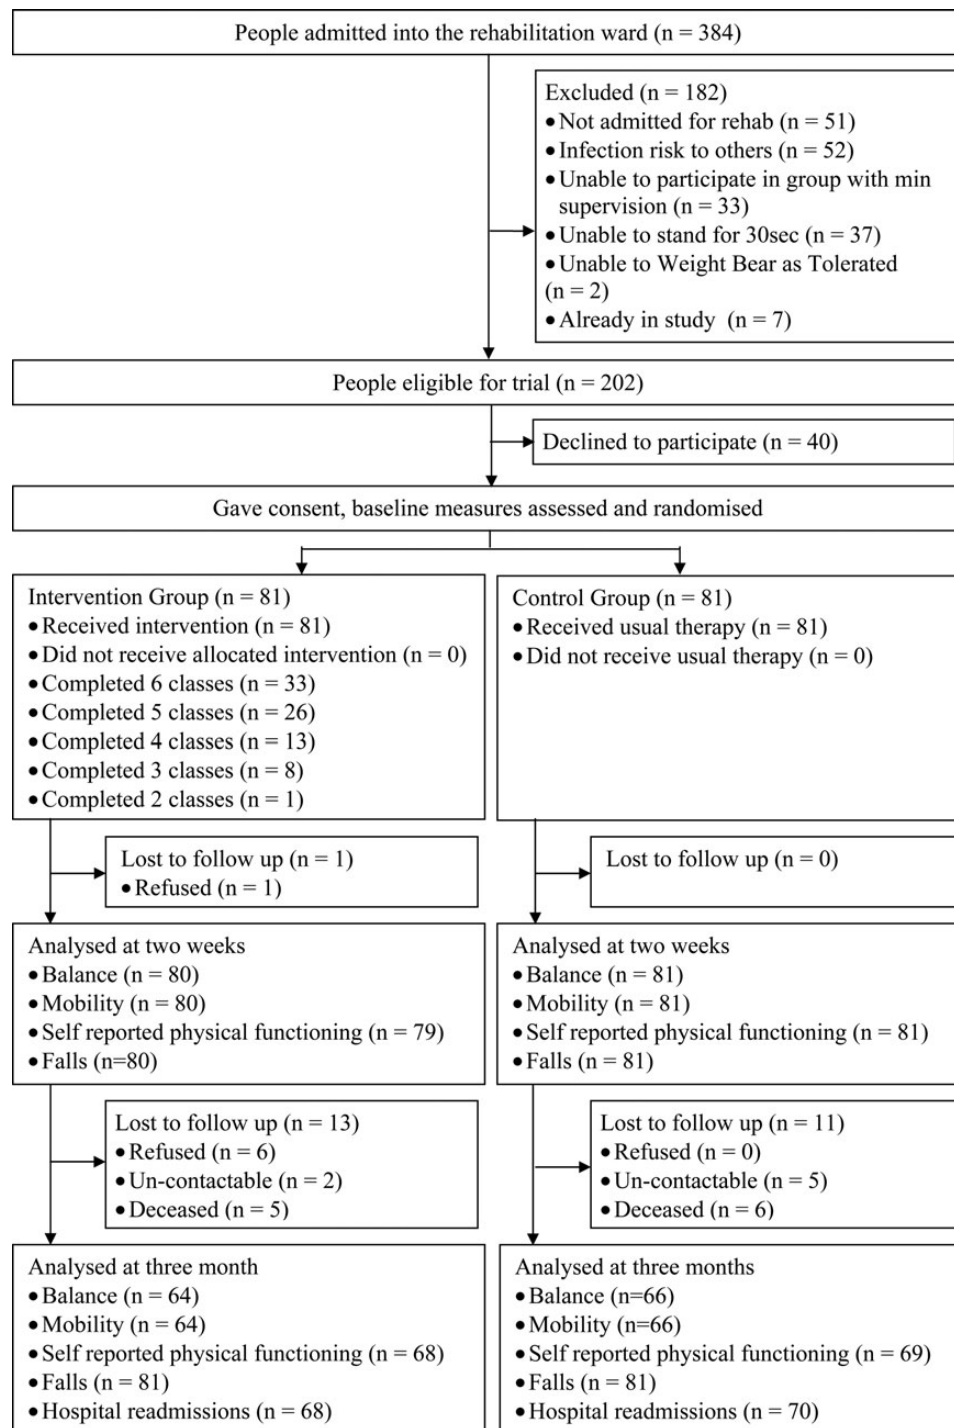 People admitted into the rehabilitation ward (n = 384)
Excluded (n = 182)
•Not admitted for rehab (n = 51)
•Infection risk to others (n = 52)
•Unable to participate in group with min
supervision (n = 33)
•Unable to stand for 30sec (n = 37)
•Unable to Weight Bear as Tolerated
(n = 2)
•Already in study (n = 7)
People eligible for trial (n = 202)
Declined to participate (n = 40)
Gave consent, baseline measures assessed and randomised
Intervention Group (n = 81)
•Received intervention (n = 81)
•Did not receive allocated intervention (n = 0)
•Completed 6 classes (n = 33)
•Completed 5 classes (n = 26)
•Completed 4 classes (n = 13)
•Completed 3 classes (n = 8)
•Completed 2 classes (n = 1)
Control Group (n = 81)
•Received usual therapy (n = 81)
•Did not receive usual therapy (n = 0)
Lost to follow up (n = 1)
•Refused (n = 1)
Lost to follow up (n = 0)
Analysed at two weeks
•Balance (n = 80)
•Mobility (n = 80)
•Self reported physical functioning (n = 79)
•Falls (n=80)
Analysed at two weeks
•Balance (n = 81)
•Mobility (n = 81)
•Self reported physical functioning (n = 81)
•Falls (n = 81)
Lost to follow up (n = 13)
•Refused (n = 6)
•Un-contactable (n = 2)
•Deceased (n = 5)
Lost to follow up (n = 11)
•Refused (n = 0)
•Un-contactable (n = 5)
•Deceased (n = 6)
Analysed at three month
•Balance (n = 64)
•Mobility (n = 64)
•Self reported physical functioning (n = 68)
•Falls (n = 81)
•Hospital readmissions (n = 68)
Analysed at three months
•Balance (n=66)
•Mobility (n=66)
•Self reported physical functioning (n = 69)
•Falls (n = 81)
•Hospital readmissions (n = 70)